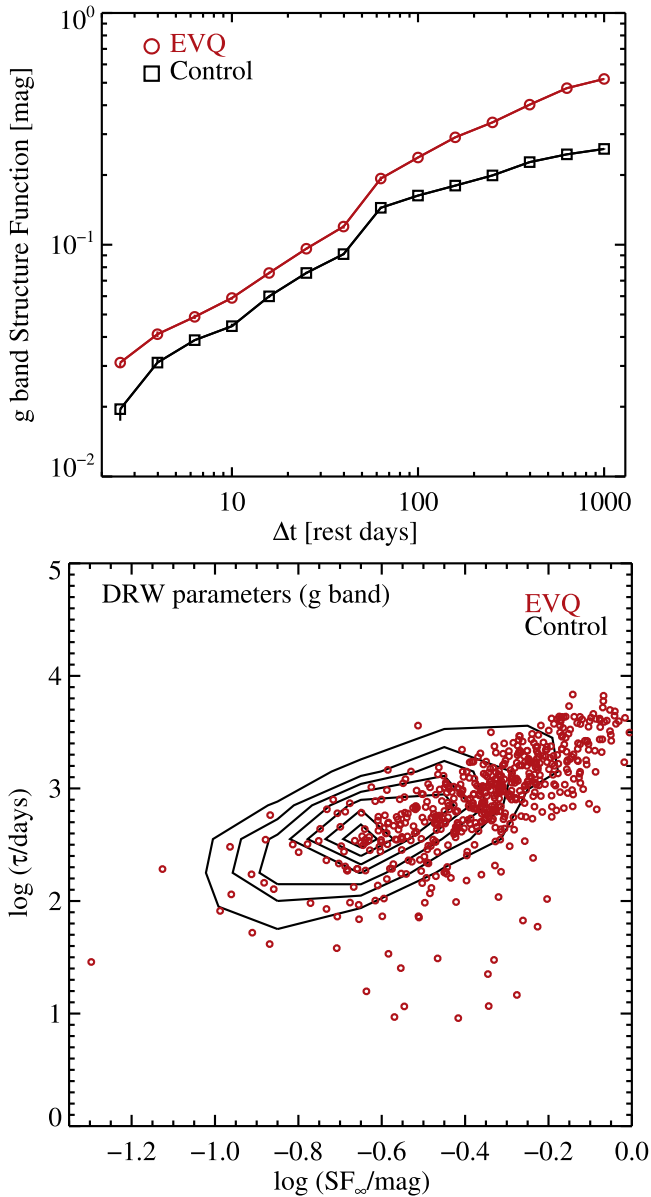 10⁰
EVQ
Control
g band Structure Function [mag]
10⁻¹
10⁻²
10 100 1000
Δt [rest days]
5
DRW parameters (g band)
EVQ
Control
4
3
log (τ/days)
2
1
0
−1.2 −1.0 −0.8 −0.6 −0.4 −0.2 0.0
log (SF∞/mag)